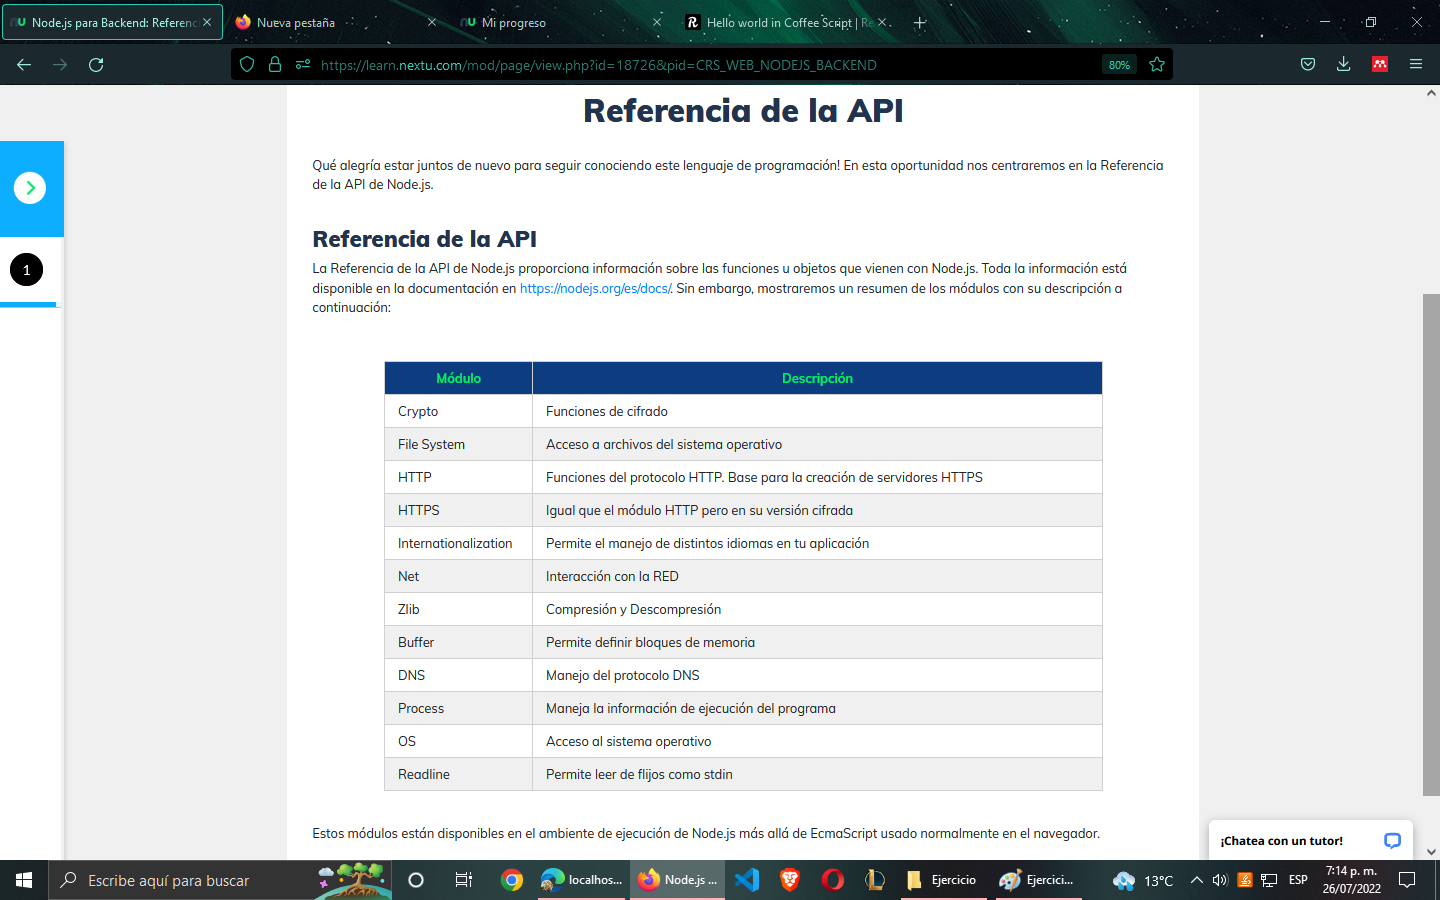 Node.js para Backend: Referenc
Nueva pestaña
Mi progreso
Hello world in Coffee Script | Re
https://learn.nextu.com/mod/page/view.php?id=18726&pid=CRS_WEB_NODEJS_BACKEND
80%
Referencia de la API
Qué alegría estar juntos de nuevo para seguir conociendo este lenguaje de programación! En esta oportunidad nos centraremos en la Referencia
de la API de Node.js.
1
Referencia de la API
La Referencia de la API de Node.js proporciona información sobre las funciones u objetos que vienen con Node.js. Toda la información está
disponible en la documentación en https://nodejs.org/es/docs/. Sin embargo, mostraremos un resumen de los módulos con su descripción a
continuación:
Módulo Descripción
Crypto Funciones de cifrado
File System Acceso a archivos del sistema operativo
HTTP Funciones del protocolo HTTP. Base para la creación de servidores HTTPS
HTTPS Igual que el módulo HTTP pero en su versión cifrada
Internationalization Permite el manejo de distintos idiomas en tu aplicación
Net Interacción con la RED
Zlib Compresión y Descompresión
Buffer Permite definir bloques de memoria
DNS Manejo del protocolo DNS
Process Maneja la información de ejecución del programa
OS Acceso al sistema operativo
Readline Permite leer de flijos como stdin
Estos módulos están disponibles en el ambiente de ejecución de Node.js más allá de EcmaScript usado normalmente en el navegador.
¡Chatea con un tutor!
Escribe aquí para buscar
localhos...
Node.js ...
Ejercicio
Ejercici...
13°C
ESP
7:14 p. m.
26/07/2022